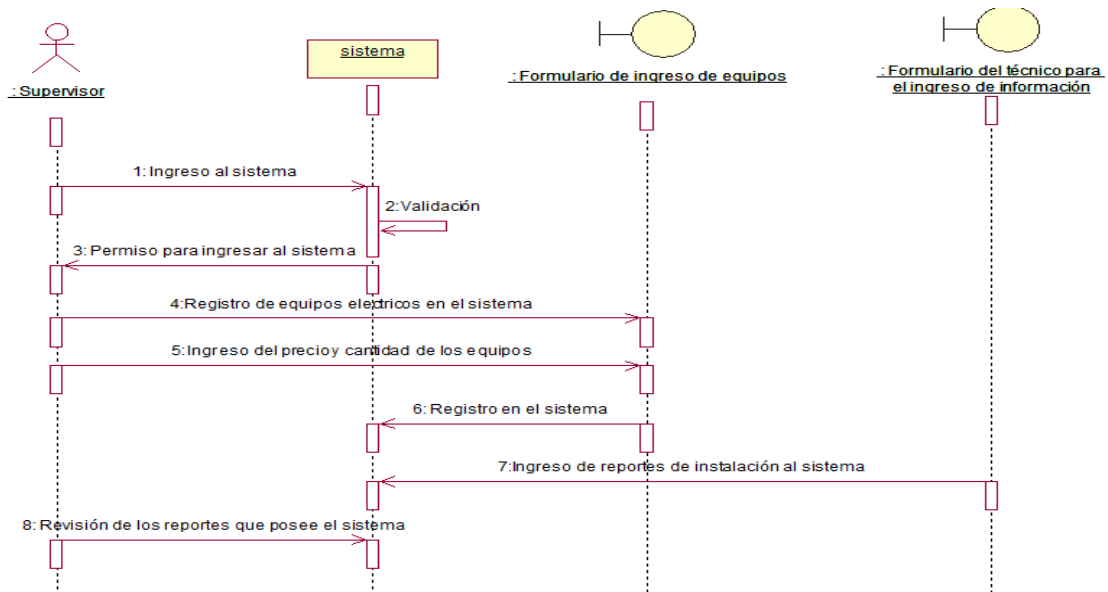 : Supervisor
sistema
: Formulario de ingreso de equipos
: Formulario del técnico para
el ingreso de información
1: Ingreso al sistema
2:Validación
3: Permiso para ingresar al sistema
4:Registro de equipos electricos en el sistema
5:Ingreso del precio y cantidad de los equipos
6: Registro en el sistema
7:Ingreso de reportes de instalación al sistema
8: Revisión de los reportes que posee el sistema